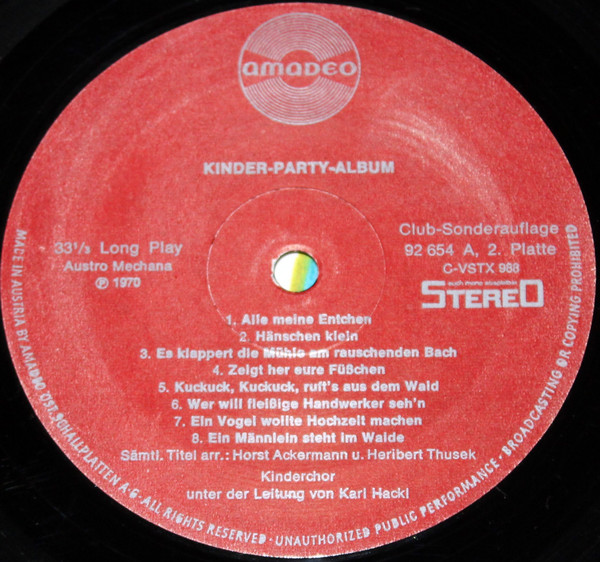 AMADEO
KINDER-PARTY-ALBUM
33⅓ Long Play
Austro Mechana
Ⓟ 1970
Club-Sonderauflage
92 654 A, 2. Platte
C-VSTX 988
auch mono abspielbar
STEREO
1. Alle meine Entchen
2. Hänschen klein
3. Es klappert die Mühle am rauschenden Bach
4. Zeigt her eure Füßchen
5. Kuckuck, Kuckuck, ruft's aus dem Wald
6. Wer will fleißige Handwerker seh'n
7. Ein Vogel wollte Hochzeit machen
8 Ein Männlein steht im Walde
Sämtl. Titel arr.: Horst Ackermann u. Heribert Thusek
Kinderchor
unter der Leitung von Karl Hackl
MADE IN AUSTRIA BY AMADEO ÖST. SCHALLPLATTEN A·G·ALL RIGHTS RESERVED · UNAUTHORIZED PUBLIC PERFORMANCE · BROADCASTING OR COPYING PROHIBITED